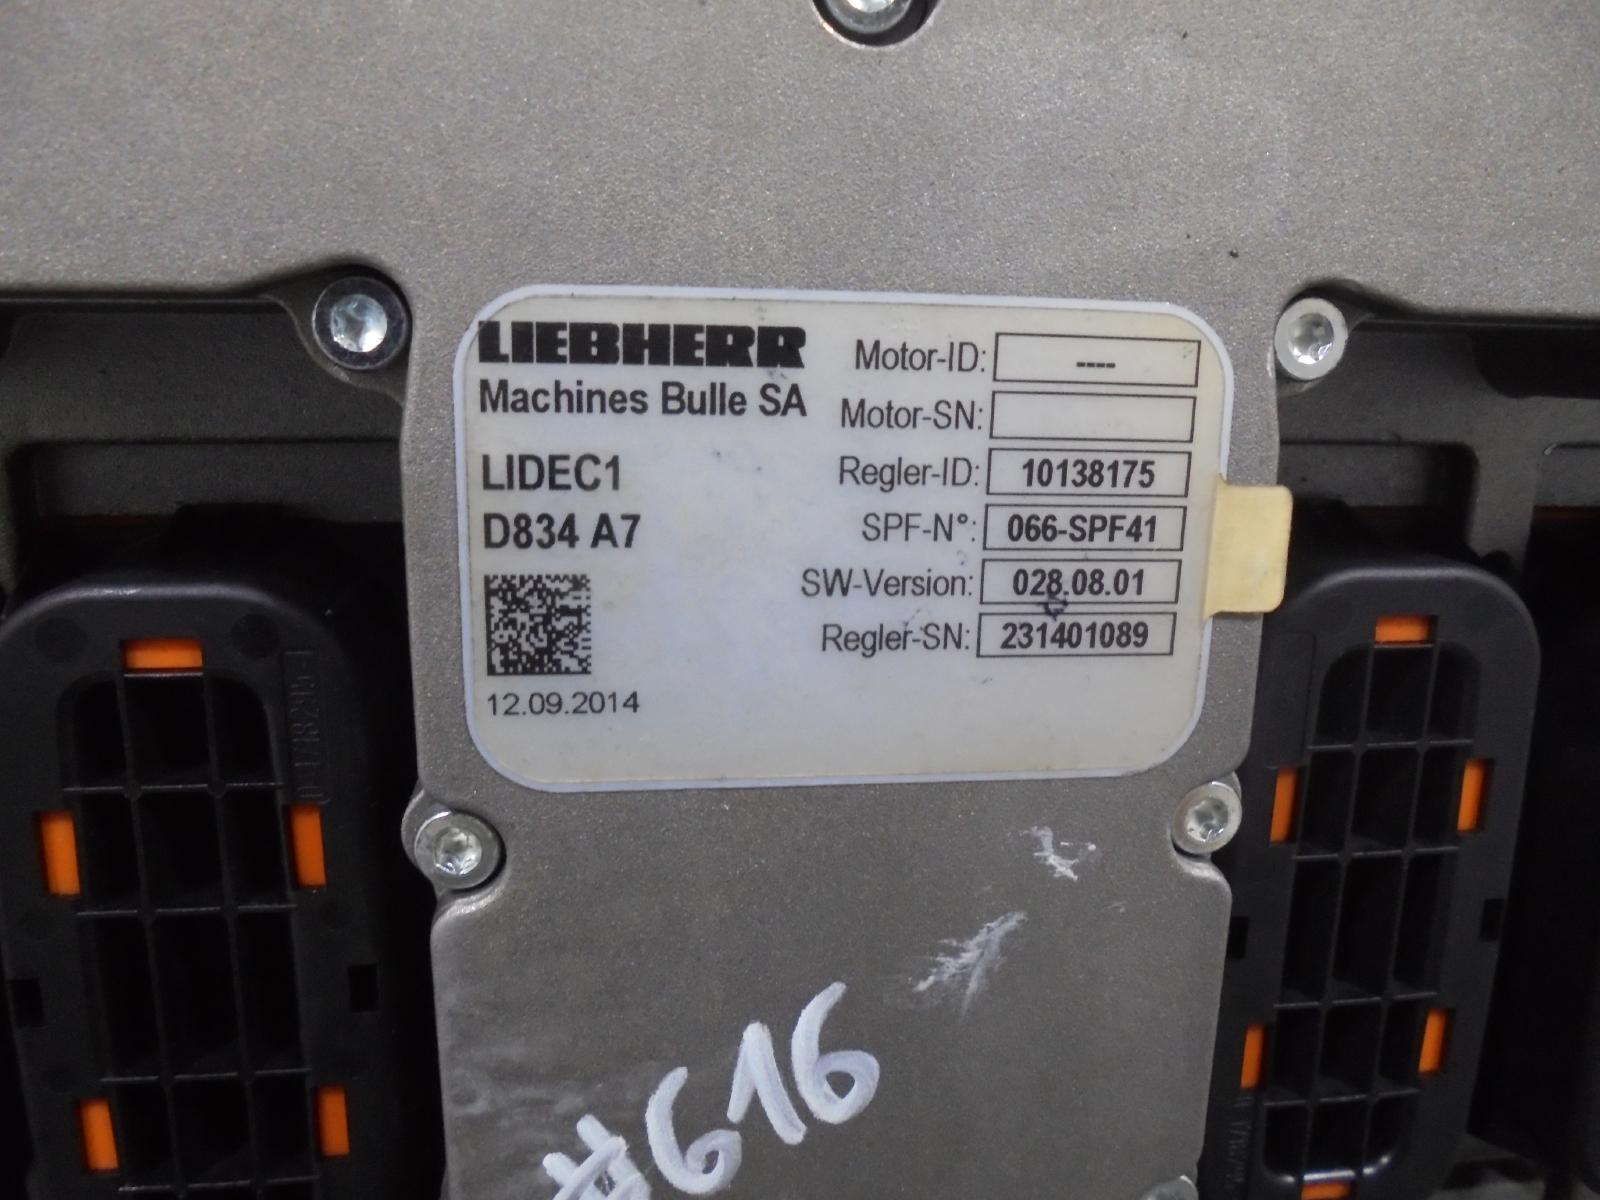 LIEBHERR
Machines Bulle SA
LIDEC1
D834 A7
12.09.2014
Motor-ID: ----
Motor-SN:
Regler-ID: 10138175
SPF-N°: 066-SPF41
SW-Version: 028.08.01
Regler-SN: 231401089
#616